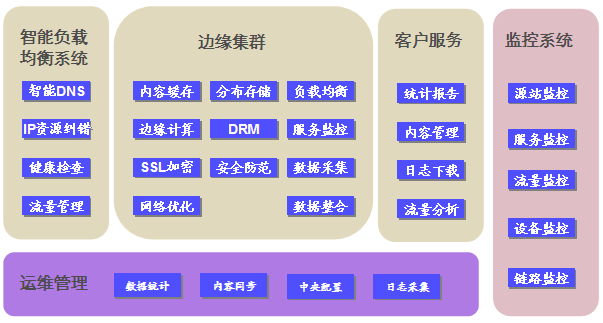 智能负载
均衡系统
智能DNS
IP资源纠错
健康检查
流量管理
边缘集群
内容缓存
分布存储
负载均衡
边缘计算
DRM
服务监控
SSL加密
安全防范
数据采集
网络优化
数据整合
客户服务
统计报告
内容管理
日志下载
流量分析
监控系统
源站监控
服务监控
流量监控
设备监控
链路监控
运维管理
数据统计
内容同步
中央配置
日志采集